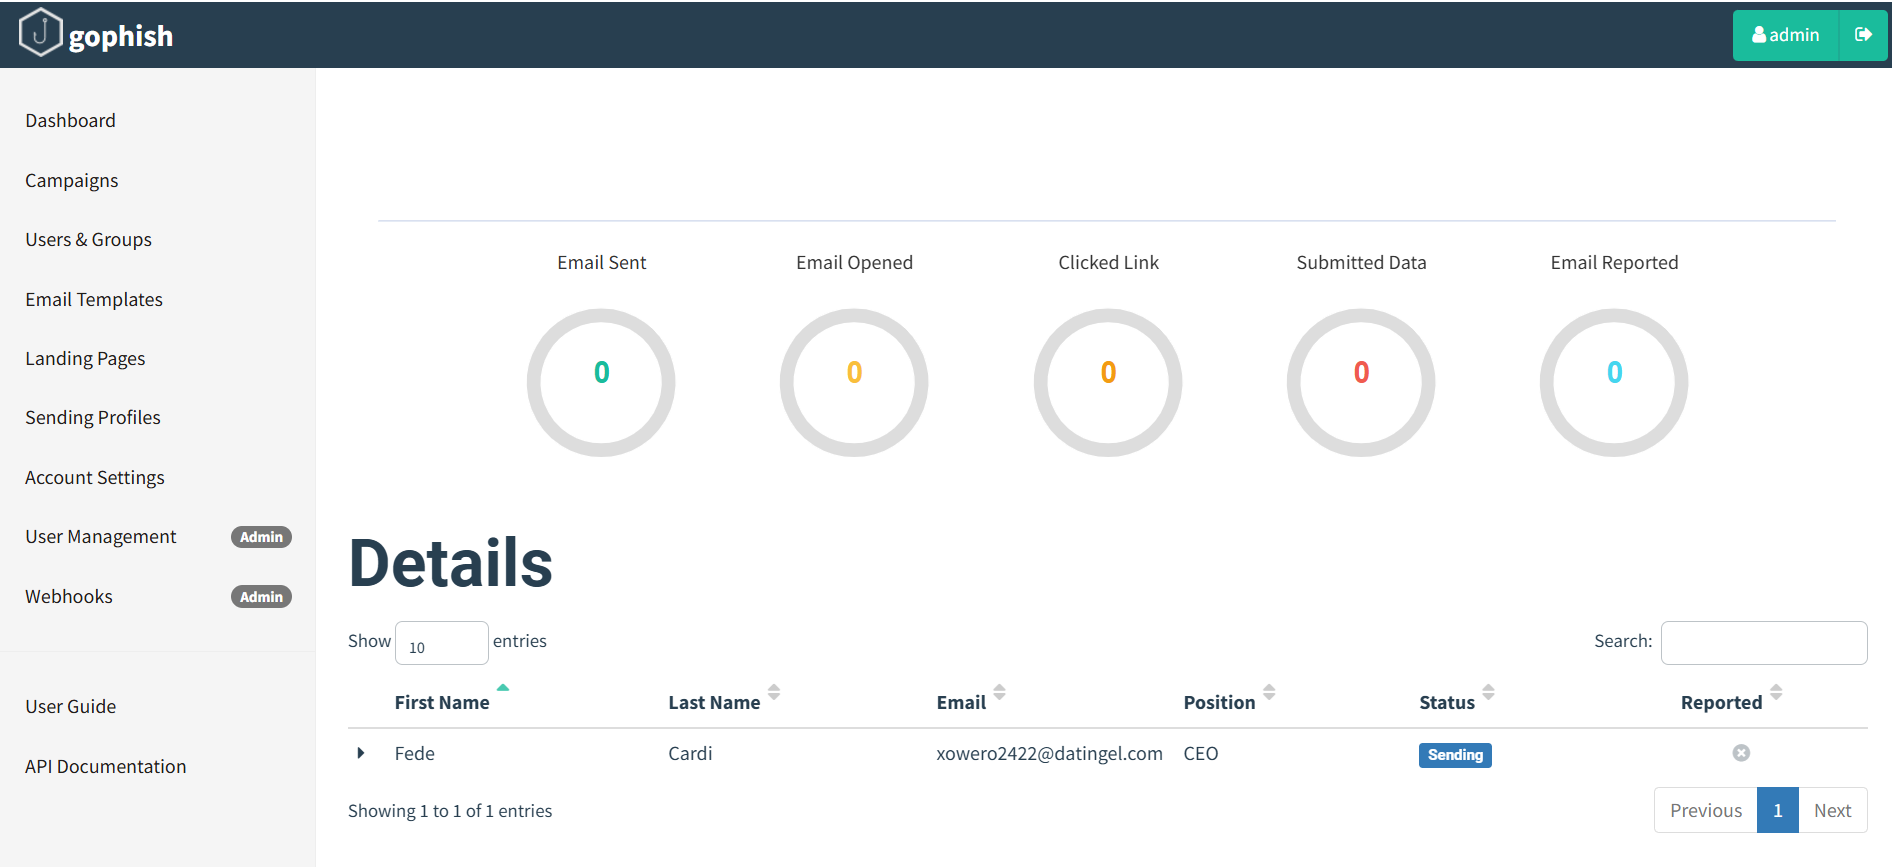 gophish
admin
Dashboard
Campaigns
Users & Groups
Email Templates
Landing Pages
Sending Profiles
Account Settings
User Management Admin
Webhooks Admin
User Guide
API Documentation
Email Sent Email Opened Clicked Link Submitted Data Email Reported
0 0 0 0 0
Details
Show 10 entries Search:
First Name Last Name Email Position Status Reported
Fede Cardi xowero2422@datingel.com CEO Sending
Showing 1 to 1 of 1 entries Previous 1 Next